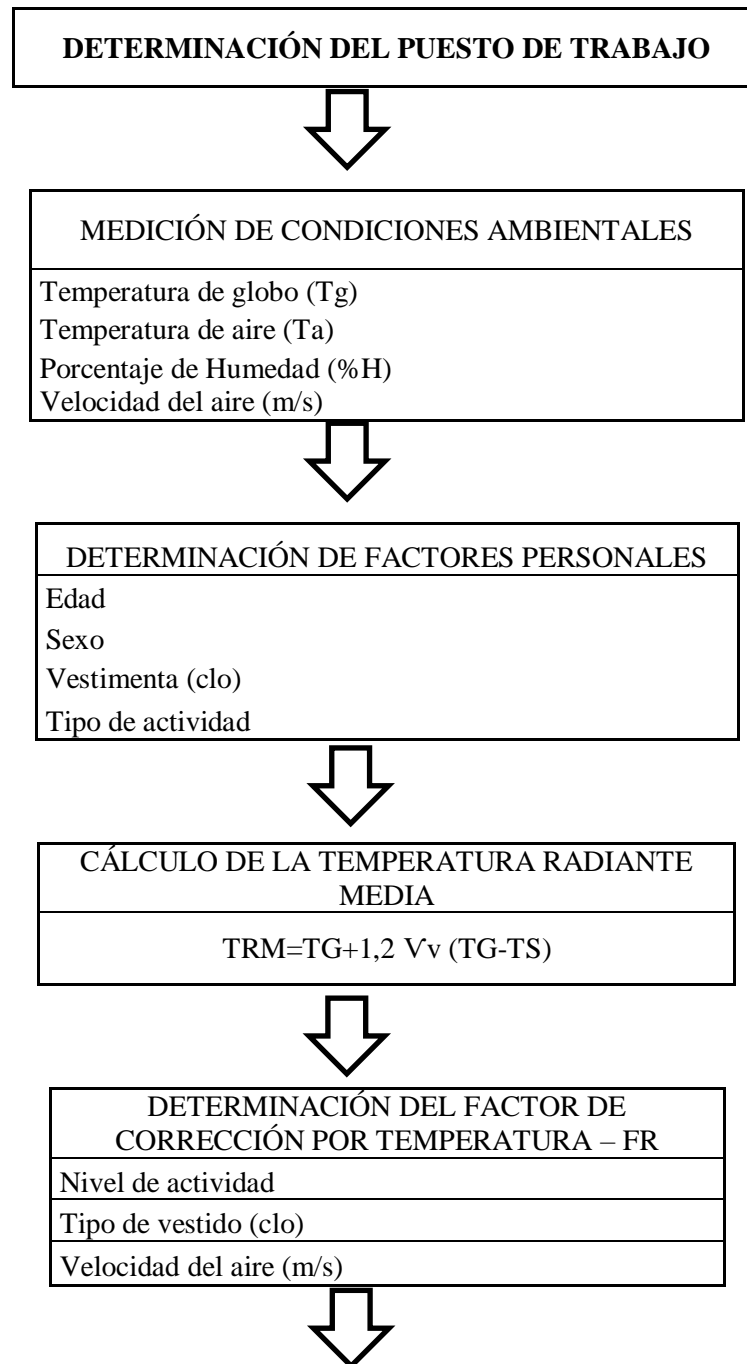 DETERMINACIÓN DEL PUESTO DE TRABAJO
MEDICIÓN DE CONDICIONES AMBIENTALES
Temperatura de globo (Tg)
Temperatura de aire (Ta)
Porcentaje de Humedad (%H)
Velocidad del aire (m/s)
DETERMINACIÓN DE FACTORES PERSONALES
Edad
Sexo
Vestimenta (clo)
Tipo de actividad
CÁLCULO DE LA TEMPERATURA RADIANTE
MEDIA
TRM=TG+1,2 Ѵv (TG-TS)
DETERMINACIÓN DEL FACTOR DE
CORRECCIÓN POR TEMPERATURA – FR
Nivel de actividad
Tipo de vestido (clo)
Velocidad del aire (m/s)